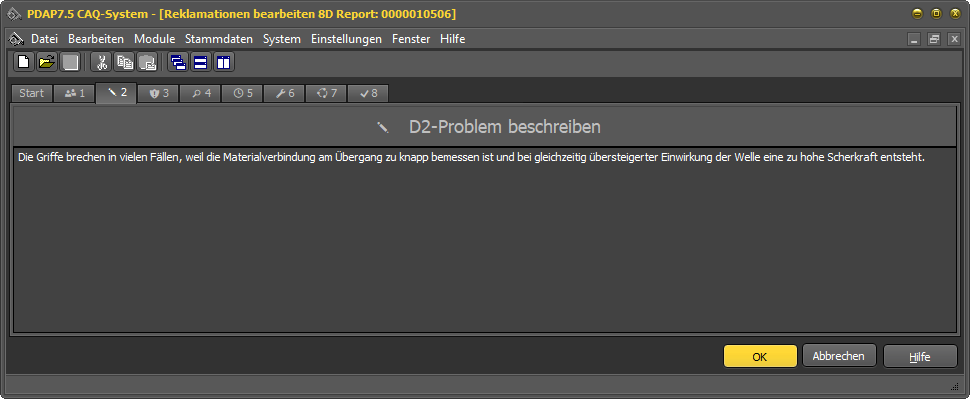 PDAP7.5 CAQ-System - [Reklamationen bearbeiten 8D Report: 0000010506]
Datei Bearbeiten Module Stammdaten System Einstellungen Fenster Hilfe
Start 1 2 3 4 5 6 7 8
D2-Problem beschreiben
Die Griffe brechen in vielen Fällen, weil die Materialverbindung am Übergang zu knapp bemessen ist und bei gleichzeitig übersteigerter Einwirkung der Welle eine zu hohe Scherkraft entsteht.
OK Abbrechen Hilfe